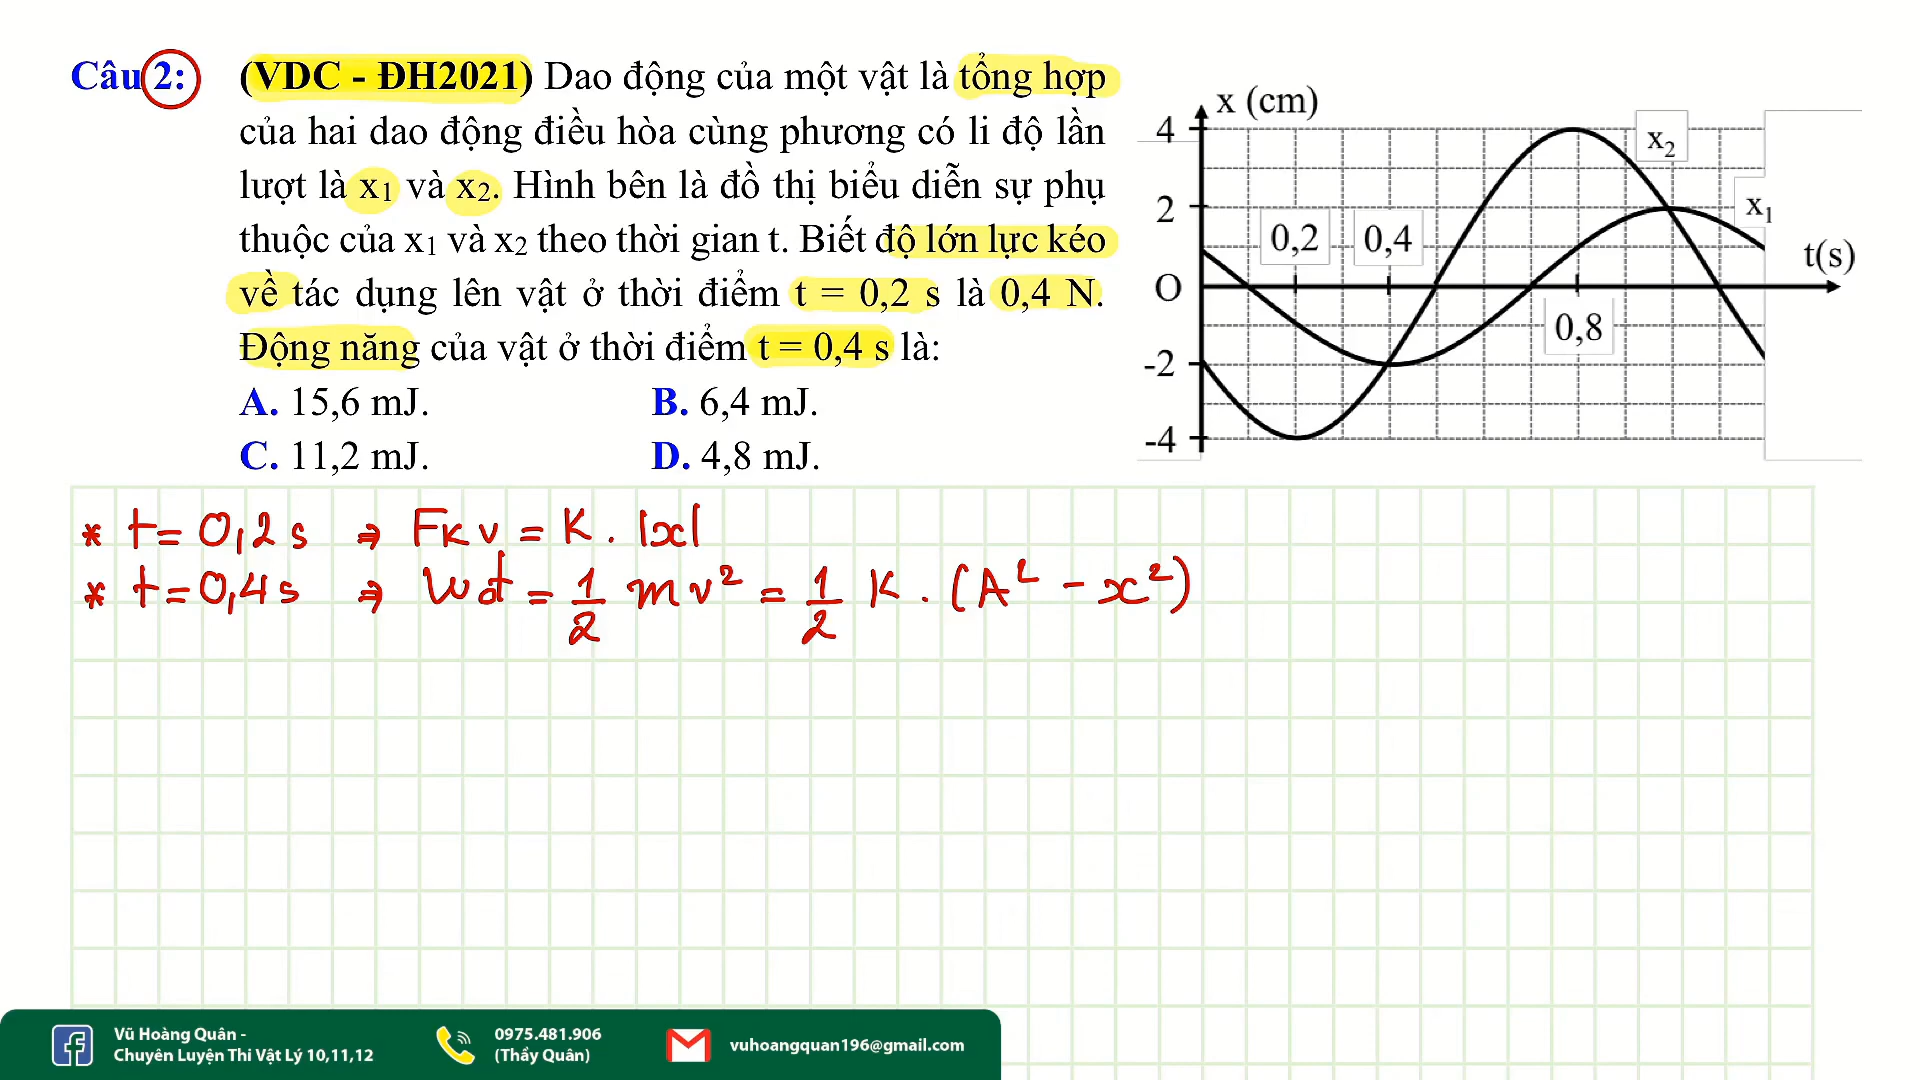 Câu 2: (VDC - ĐH2021) Dao động của một vật là tổng hợp
của hai dao động điều hòa cùng phương có li độ lần
lượt là x₁ và x₂. Hình bên là đồ thị biểu diễn sự phụ
thuộc của x₁ và x₂ theo thời gian t. Biết độ lớn lực kéo
về tác dụng lên vật ở thời điểm t = 0,2 s là 0,4 N.
Động năng của vật ở thời điểm t = 0,4 s là:
A. 15,6 mJ. B. 6,4 mJ.
C. 11,2 mJ. D. 4,8 mJ.
x (cm)
4
x₂
2
x₁
0,2 0,4
t(s)
O
0,8
-2
-4
* t = 0,2 s ⇒ Fkv = K . |x|
* t = 0,4 s ⇒ Wđ = 1/2 mv² = 1/2 K . (A² - x²)
Vũ Hoàng Quân -
Chuyên Luyện Thi Vật Lý 10,11,12
0975.481.906
(Thầy Quân)
vuhoangquan196@gmail.com